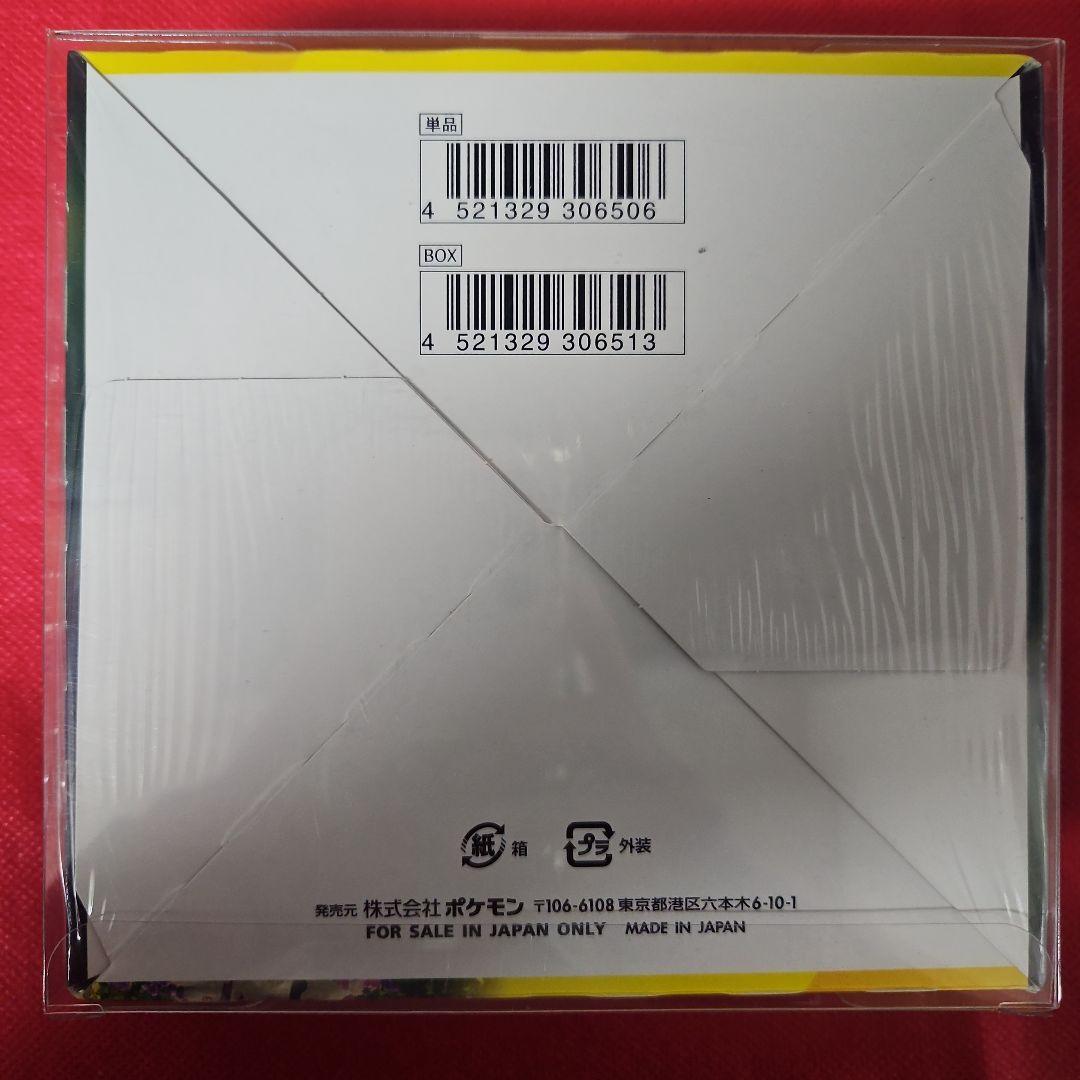 単品
4 521329 306506
BOX
4 521329 306513
紙 箱 プラ 外装
発売元 株式会社 ポケモン 〒106-6108 東京都港区六本木6-10-1
FOR SALE IN JAPAN ONLY MADE IN JAPAN